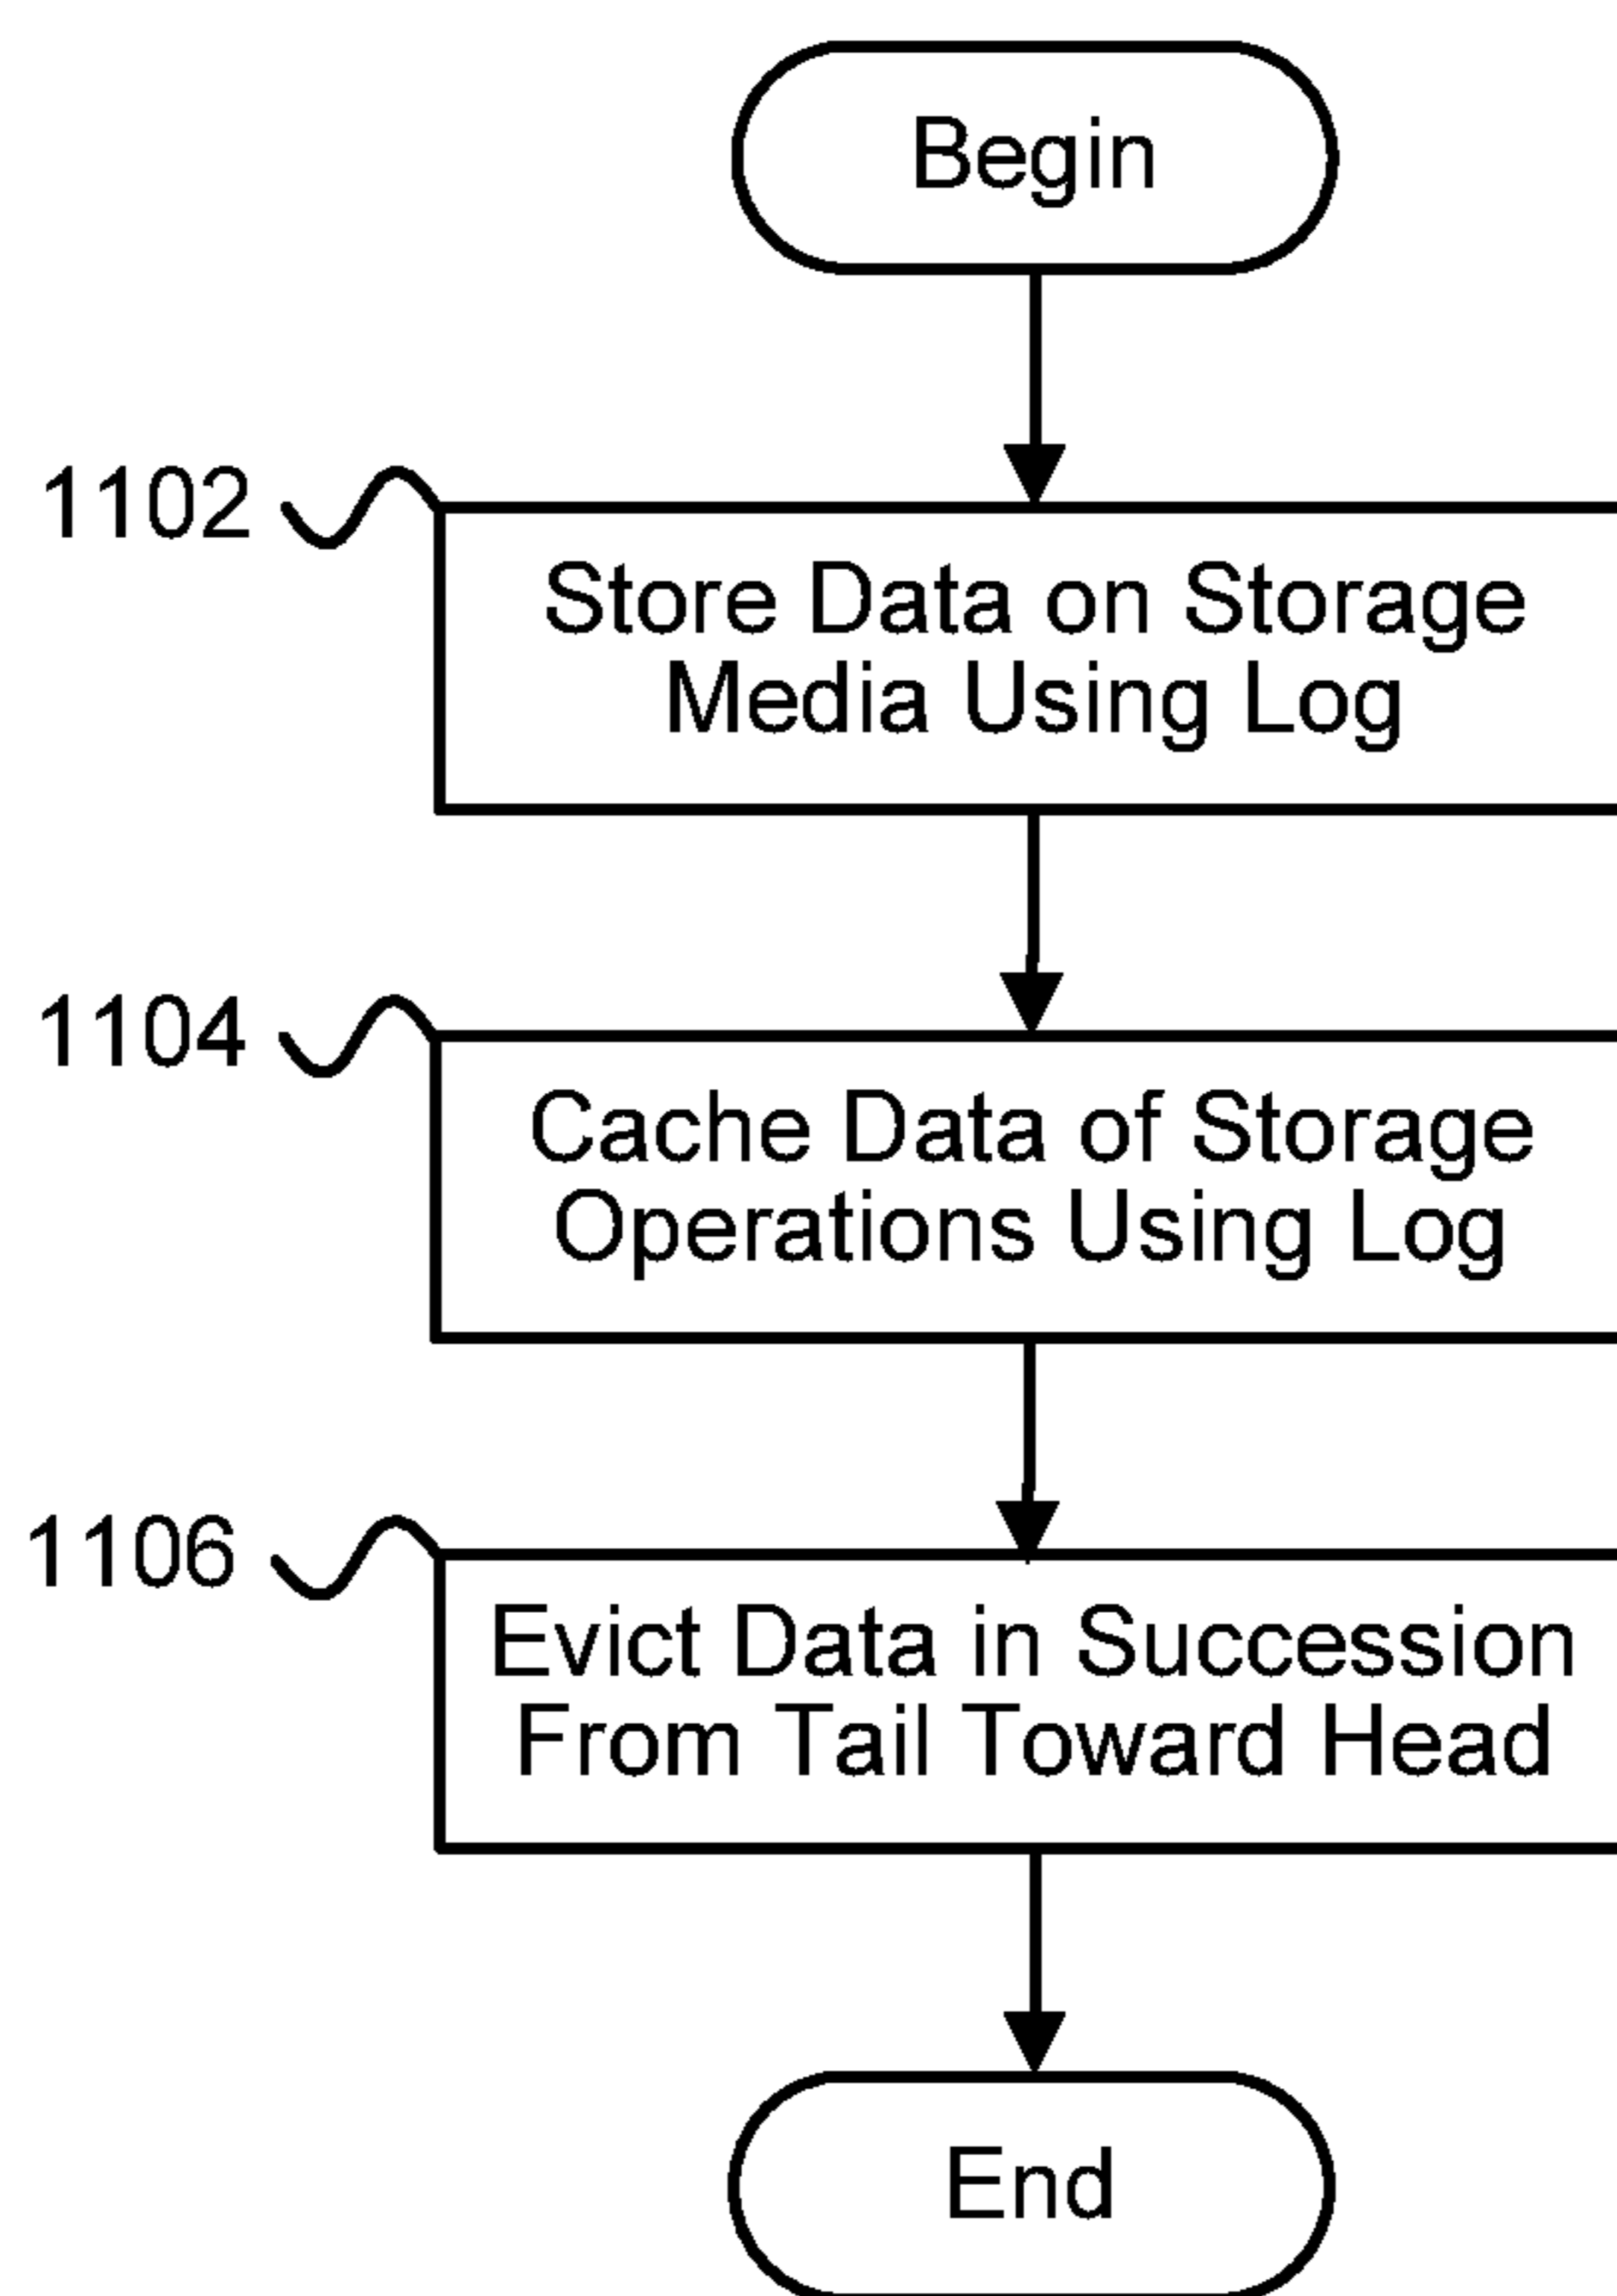 Begin
1102
Store Data on Storage
Media Using Log
1104
Cache Data of Storage
Operations Using Log
1106
Evict Data in Succession
From Tail Toward Head
End